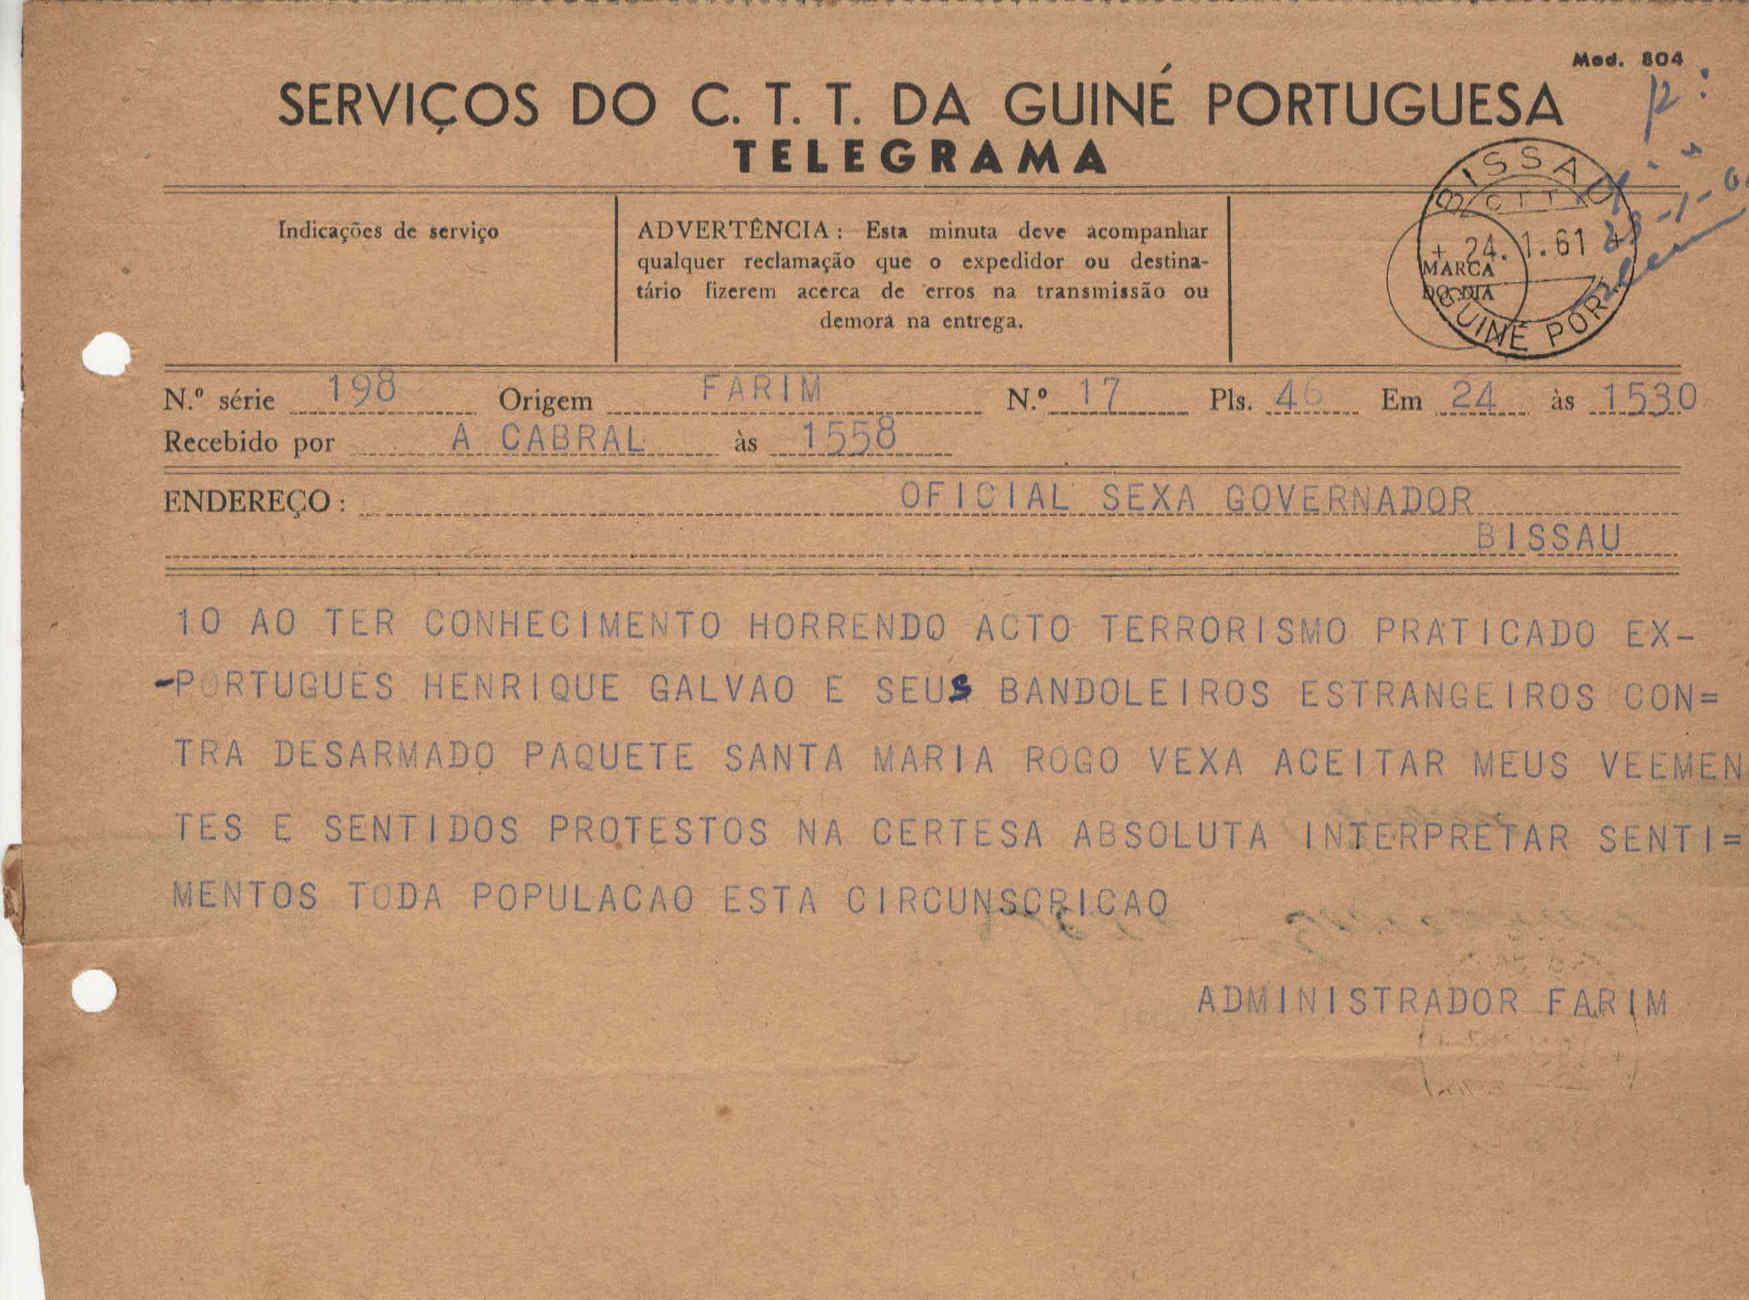 Mod. 804
SERVIÇOS DO C. T. T. DA GUINÉ PORTUGUESA
TELEGRAMA
Indicações de serviço
ADVERTÊNCIA: Esta minuta deve acompanhar
qualquer reclamação que o expedidor ou destina-
tário fizerem acerca de erros na transmissão ou
demora na entrega.
BISSAU
CTT
+ 24. 1. 61 +
MARCA
DO DIA
GUINÉ PORT
N.º série 198 Origem FARIM N.º 17 Pls. 46 Em 24 às 1530
Recebido por A CABRAL às 1558
ENDEREÇO: OFICIAL SEXA GOVERNADOR
BISSAU
10 AO TER CONHECIMENTO HORRENDO ACTO TERRORISMO PRATICADO EX-
-PORTUGUES HENRIQUE GALVAO E SEUS BANDOLEIROS ESTRANGEIROS CON=
TRA DESARMADO PAQUETE SANTA MARIA ROGO VEXA ACEITAR MEUS VEEMEN
TES E SENTIDOS PROTESTOS NA CERTESA ABSOLUTA INTERPRETAR SENTI=
MENTOS TODA POPULACAO ESTA CIRCUNSCRICAO
ADMINISTRADOR FARIM